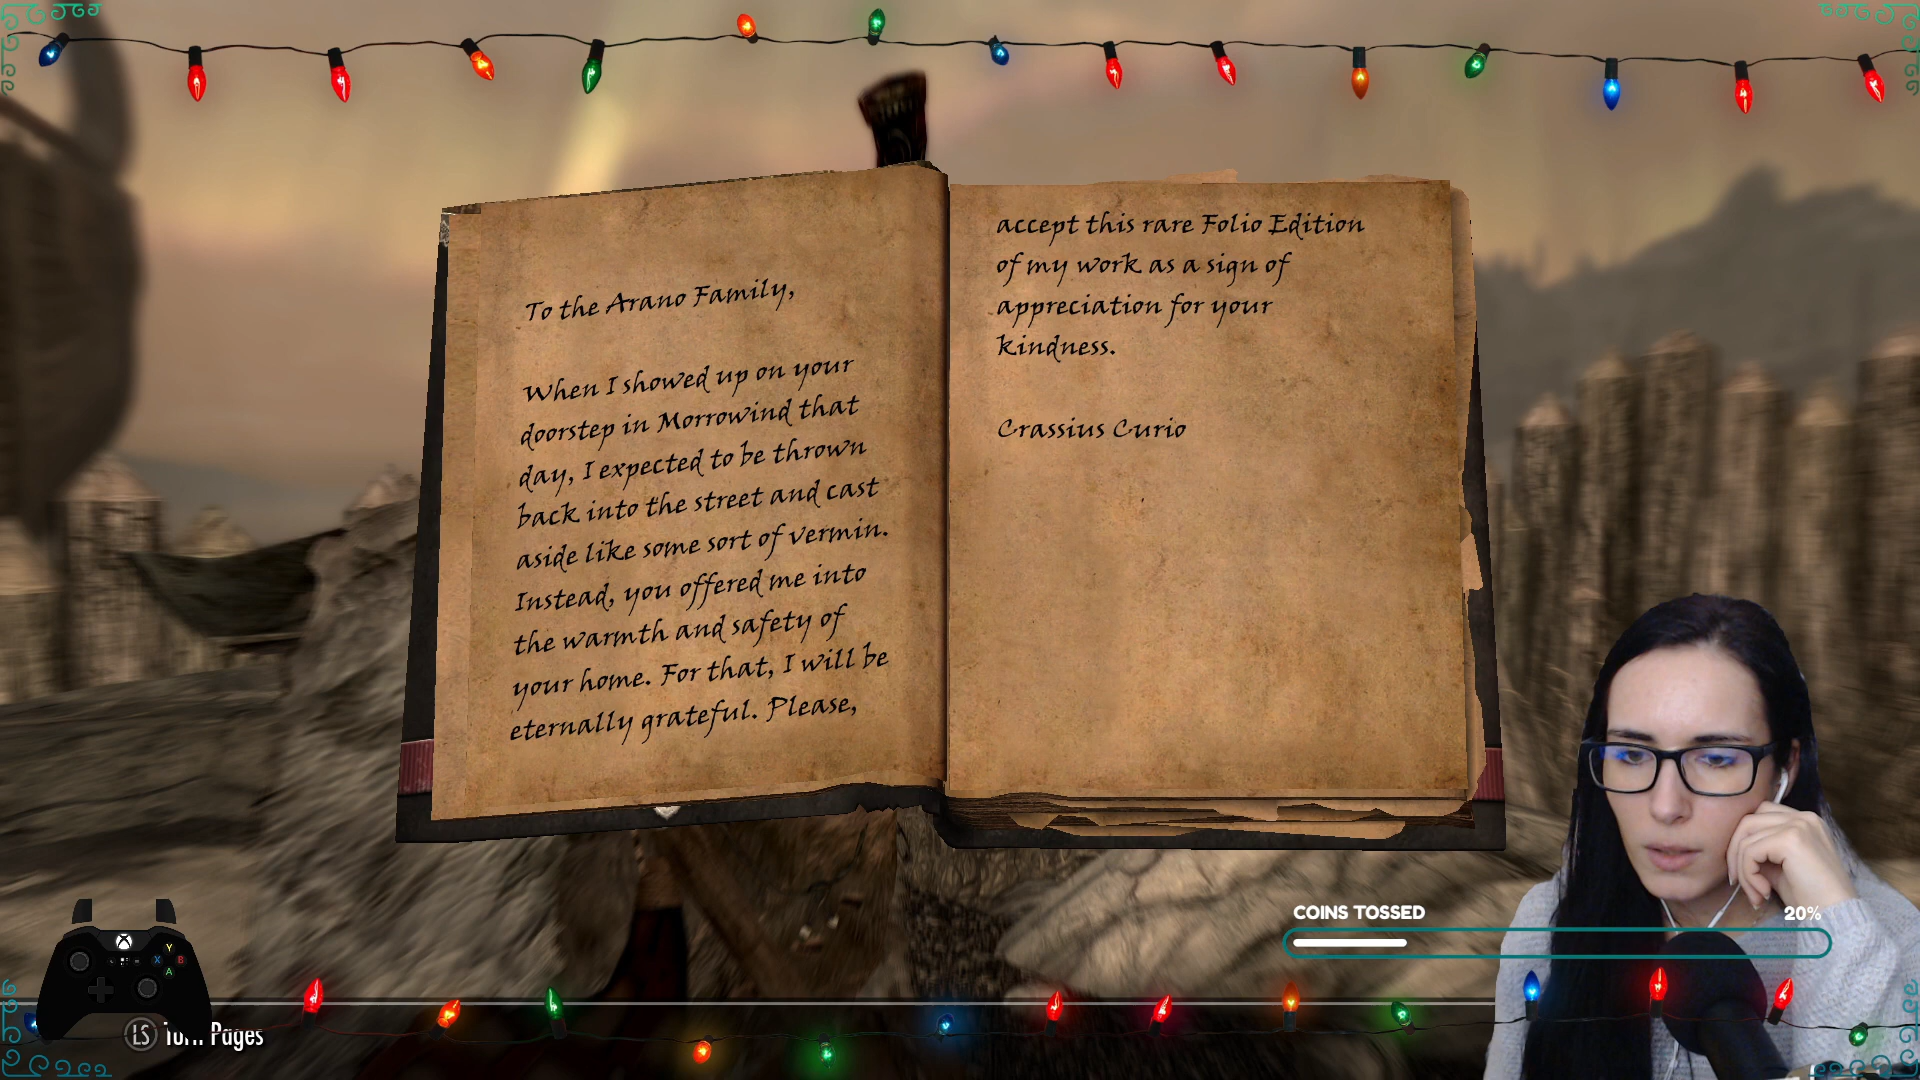 To the Arano Family,
When I showed up on your
doorstep in Morrowind that
day, I expected to be thrown
back into the street and cast
aside like some sort of vermin.
Instead, you offered me into
the warmth and safety of
your home. For that, I will be
eternally grateful. Please,
accept this rare Folio Edition
of my work as a sign of
appreciation for your
kindness.
Crassius Curio
COINS TOSSED 20%
Y
X B
A
LS Turn Pages